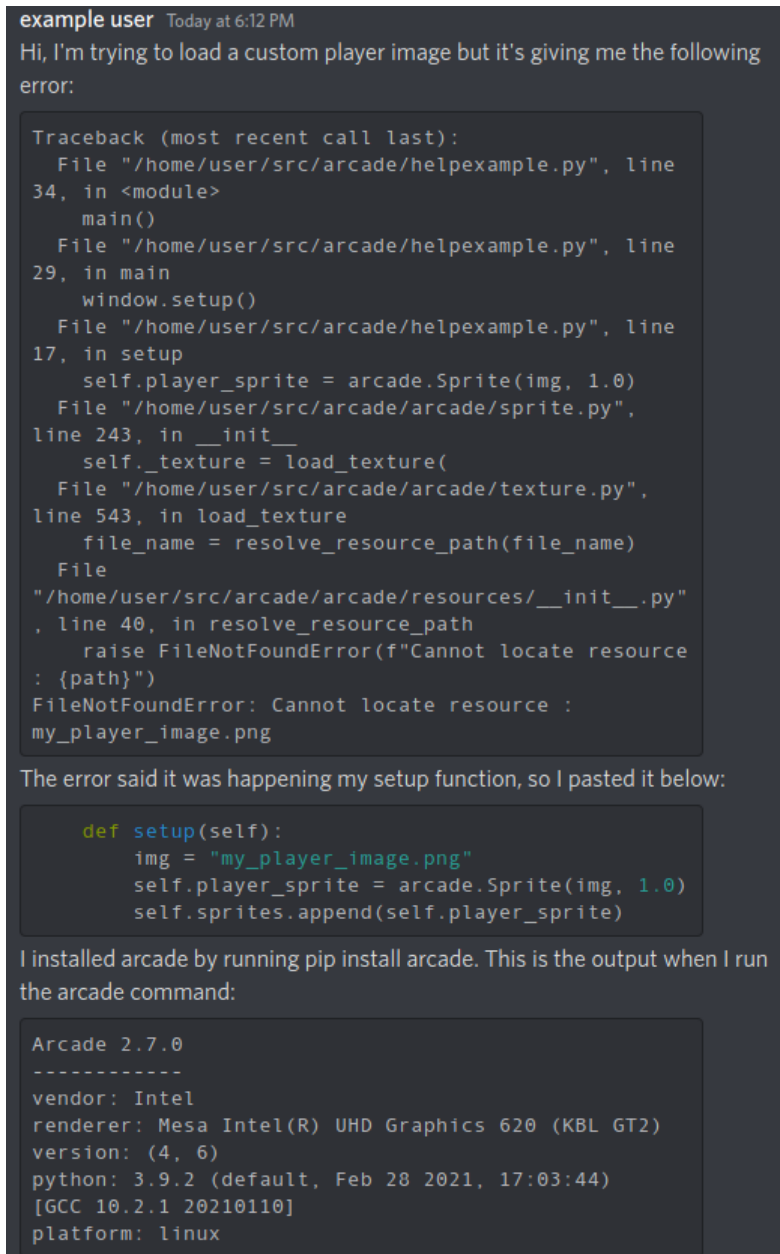 example user Today at 6:12 PM
Hi, I'm trying to load a custom player image but it's giving me the following
error:
Traceback (most recent call last):
  File "/home/user/src/arcade/helpexample.py", line
34, in <module>
    main()
  File "/home/user/src/arcade/helpexample.py", line
29, in main
    window.setup()
  File "/home/user/src/arcade/helpexample.py", line
17, in setup
    self.player_sprite = arcade.Sprite(img, 1.0)
  File "/home/user/src/arcade/arcade/sprite.py",
line 243, in __init__
    self._texture = load_texture(
  File "/home/user/src/arcade/arcade/texture.py",
line 543, in load_texture
    file_name = resolve_resource_path(file_name)
  File
"/home/user/src/arcade/arcade/resources/__init__.py"
, line 40, in resolve_resource_path
    raise FileNotFoundError(f"Cannot locate resource
: {path}")
FileNotFoundError: Cannot locate resource :
my_player_image.png
The error said it was happening my setup function, so I pasted it below:
    def setup(self):
        img = "my_player_image.png"
        self.player_sprite = arcade.Sprite(img, 1.0)
        self.sprites.append(self.player_sprite)
I installed arcade by running pip install arcade. This is the output when I run
the arcade command:
Arcade 2.7.0
------------
vendor: Intel
renderer: Mesa Intel(R) UHD Graphics 620 (KBL GT2)
version: (4, 6)
python: 3.9.2 (default, Feb 28 2021, 17:03:44)
[GCC 10.2.1 20210110]
platform: linux